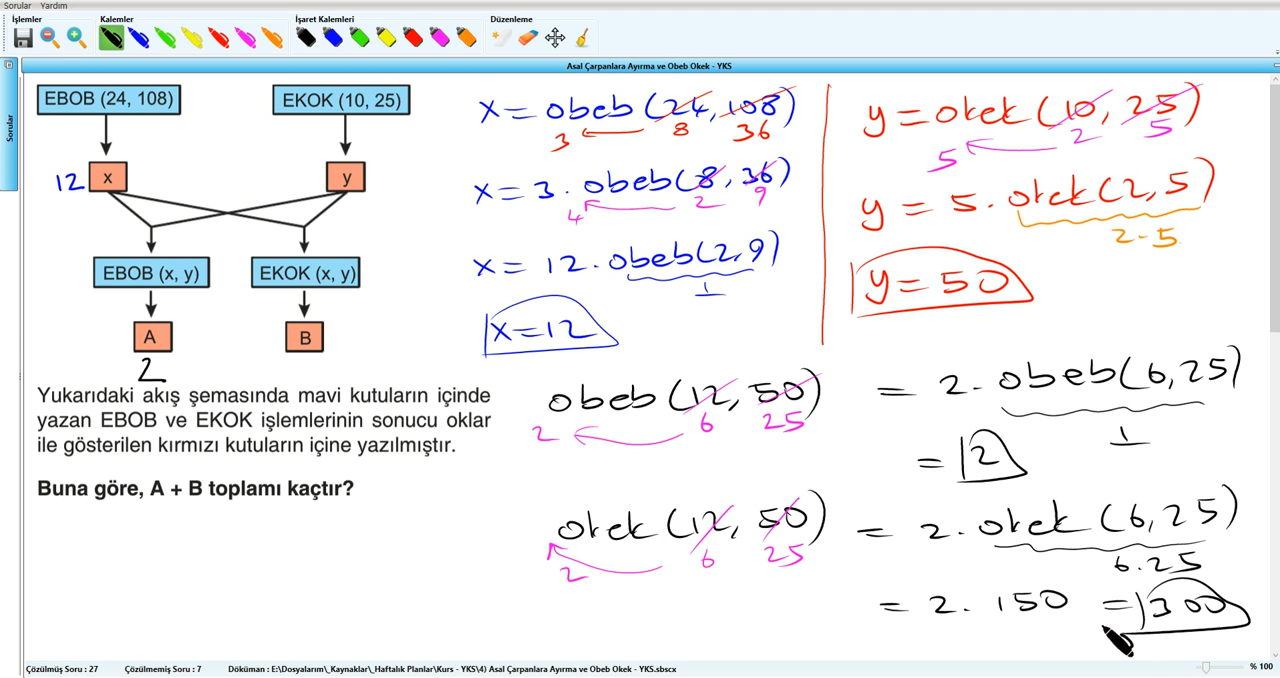 Sorular Yardım
İşlemler Kalemler İşaret Kalemleri Düzenleme
Asal Çarpanlara Ayırma ve Obeb Okek - YKS
Sorular
EBOB (24, 108) EKOK (10, 25)
12 x y
EBOB (x, y) EKOK (x, y)
A B
2
Yukarıdaki akış şemasında mavi kutuların içinde
yazan EBOB ve EKOK işlemlerinin sonucu oklar
ile gösterilen kırmızı kutuların içine yazılmıştır.
Buna göre, A + B toplamı kaçtır?
x = obeb(24, 108)
3 8 36
x = 3 . obeb(8, 36)
4 2 9
x = 12 . obeb(2, 9)
1
x = 12
y = okek(10, 25)
5 2 5
y = 5 . okek(2, 5)
2 - 5
y = 50
obeb(12, 50) = 2. obeb(6, 25)
2 6 25 1
= 2
okek(12, 50) = 2. okek(6, 25)
2 6 25 6.25
= 2. 150 = 300
Çözülmüş Soru : 27 Çözülmemiş Soru : 7 Döküman : E:\Dosyalarım\_Kaynaklar\_Haftalık Planlar\Kurs - YKS\4) Asal Çarpanlara Ayırma ve Obeb Okek - YKS.sbscx % 100